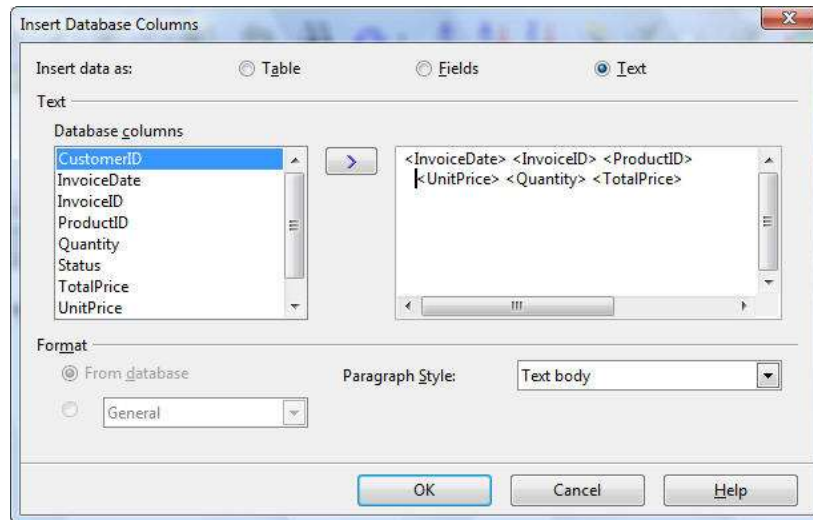 Insert Database Columns
Insert data as: Table Fields Text
Text
Database columns
CustomerID
InvoiceDate
InvoiceID
ProductID
Quantity
Status
TotalPrice
UnitPrice
>
<InvoiceDate> <InvoiceID> <ProductID>
<UnitPrice> <Quantity> <TotalPrice>
Format
From database
General
Paragraph Style: Text body
OK Cancel Help